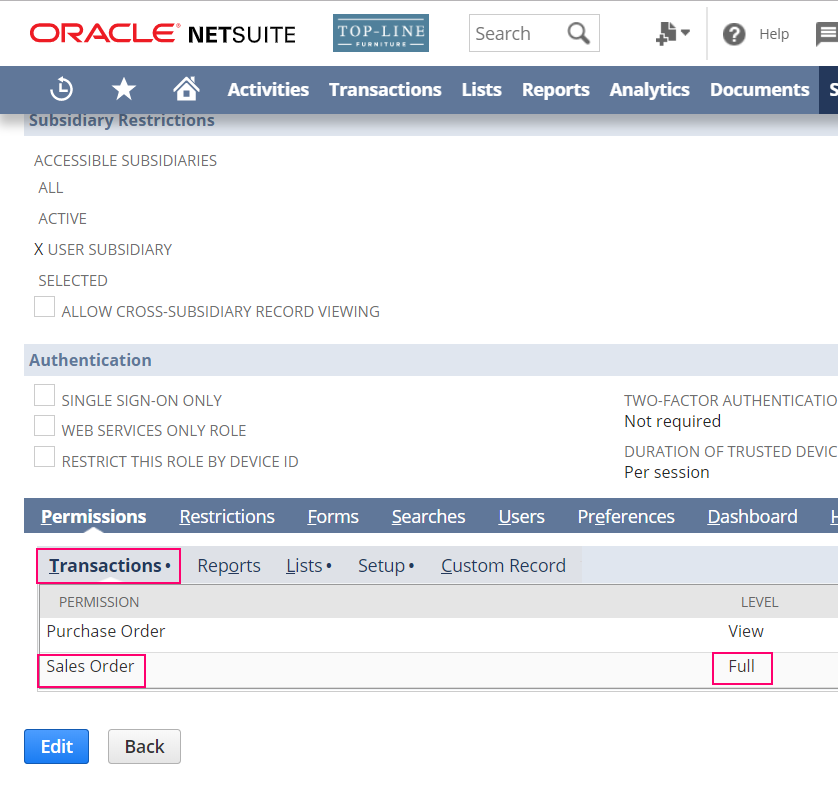 ORACLE® NETSUITE
TOP-LINE
FURNITURE
Search
Help
Activities Transactions Lists Reports Analytics Documents S
Subsidiary Restrictions
ACCESSIBLE SUBSIDIARIES
ALL
ACTIVE
X USER SUBSIDIARY
SELECTED
ALLOW CROSS-SUBSIDIARY RECORD VIEWING
Authentication
SINGLE SIGN-ON ONLY
WEB SERVICES ONLY ROLE
RESTRICT THIS ROLE BY DEVICE ID
TWO-FACTOR AUTHENTICATIO
Not required
DURATION OF TRUSTED DEVIC
Per session
Permissions Restrictions Forms Searches Users Preferences Dashboard H
Transactions • Reports Lists • Setup • Custom Record
PERMISSION LEVEL
Purchase Order View
Sales Order Full
Edit Back